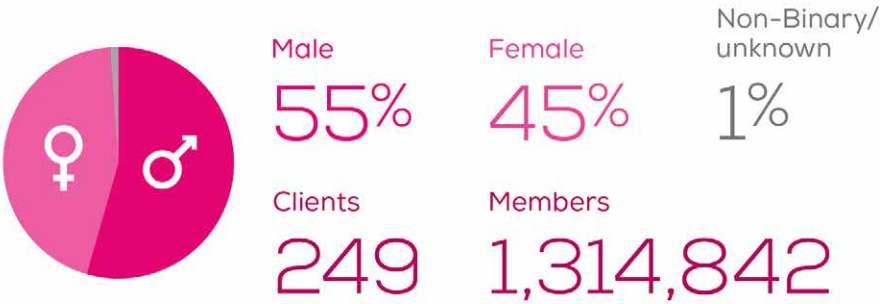 Male
55%
Female
45%
Non-Binary/
unknown
1%
Clients
249
Members
1,314,842